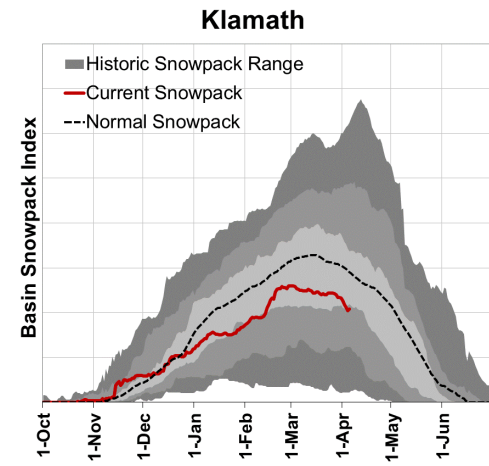 Klamath
Historic Snowpack Range
Current Snowpack
Normal Snowpack
Basin Snowpack Index
1-Oct
1-Nov
1-Dec
1-Jan
1-Feb
1-Mar
1-Apr
1-May
1-Jun